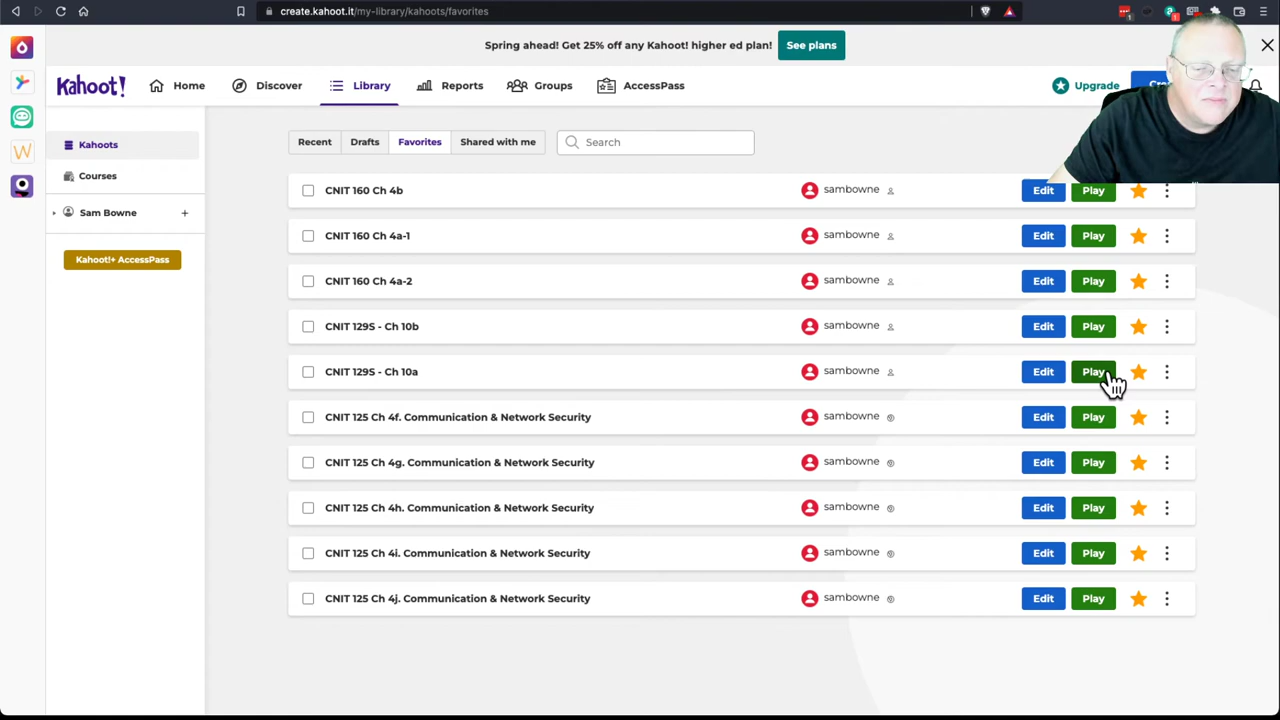 create.kahoot.it/my-library/kahoots/favorites
Spring ahead! Get 25% off any Kahoot! higher ed plan! See plans
Kahoot! Home Discover Library Reports Groups AccessPass Upgrade
Kahoots
Courses
Sam Bowne +
Kahoot!+ AccessPass
Recent Drafts Favorites Shared with me Search
CNIT 160 Ch 4b sambowne Edit Play
CNIT 160 Ch 4a-1 sambowne Edit Play
CNIT 160 Ch 4a-2 sambowne Edit Play
CNIT 129S - Ch 10b sambowne Edit Play
CNIT 129S - Ch 10a sambowne Edit Play
CNIT 125 Ch 4f. Communication & Network Security sambowne Edit Play
CNIT 125 Ch 4g. Communication & Network Security sambowne Edit Play
CNIT 125 Ch 4h. Communication & Network Security sambowne Edit Play
CNIT 125 Ch 4i. Communication & Network Security sambowne Edit Play
CNIT 125 Ch 4j. Communication & Network Security sambowne Edit Play